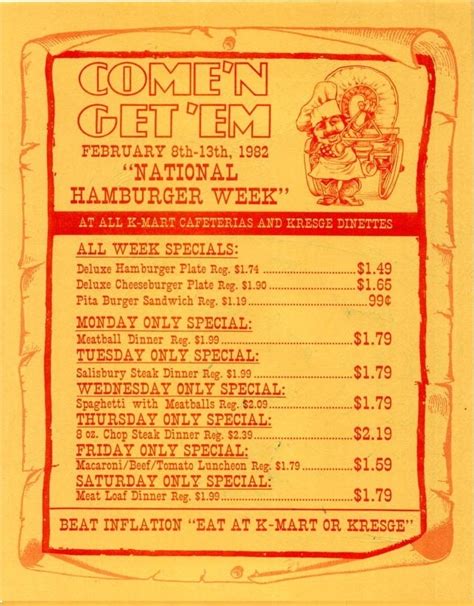 COME'N
GET 'EM
FEBRUARY 8th-13th, 1982
"NATIONAL
HAMBURGER WEEK"
AT ALL K-MART CAFETERIAS AND KRESGE DINETTES
ALL WEEK SPECIALS:
Deluxe Hamburger Plate Reg. $1.74 ..................$1.49
Deluxe Cheeseburger Plate Reg. $1.90 ..................$1.65
Pita Burger Sandwich Reg. $1.19 ..................99¢
MONDAY ONLY SPECIAL:
Meatball Dinner Reg. $1.99 ..................$1.79
TUESDAY ONLY SPECIAL:
Salisbury Steak Dinner Reg. $1.99 ..................$1.79
WEDNESDAY ONLY SPECIAL:
Spaghetti with Meatballs Reg. $2.09 ..................$1.79
THURSDAY ONLY SPECIAL:
8 oz. Chop Steak Dinner Reg. $2.39 ..................$2.19
FRIDAY ONLY SPECIAL:
Macaroni/Beef/Tomato Luncheon Reg. $1.79 ..................$1.59
SATURDAY ONLY SPECIAL:
Meat Loaf Dinner Reg. $1.99 ..................$1.79
BEAT INFLATION "EAT AT K-MART OR KRESGE"